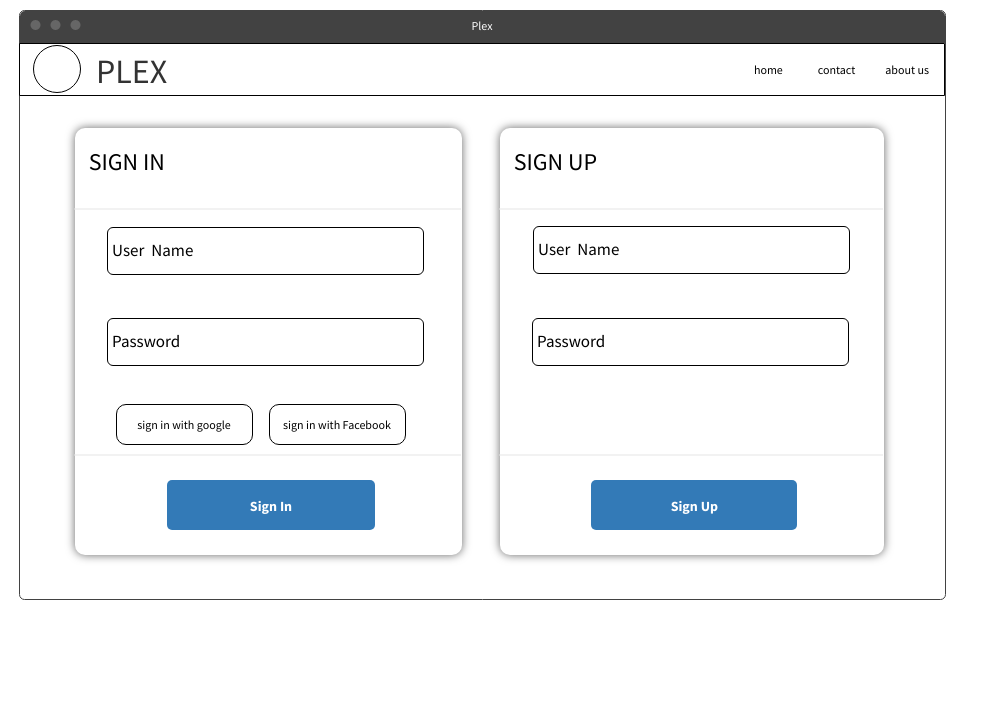 Plex
PLEX
home contact about us
SIGN IN
User Name
Password
sign in with google sign in with Facebook
Sign In
SIGN UP
User Name
Password
Sign Up